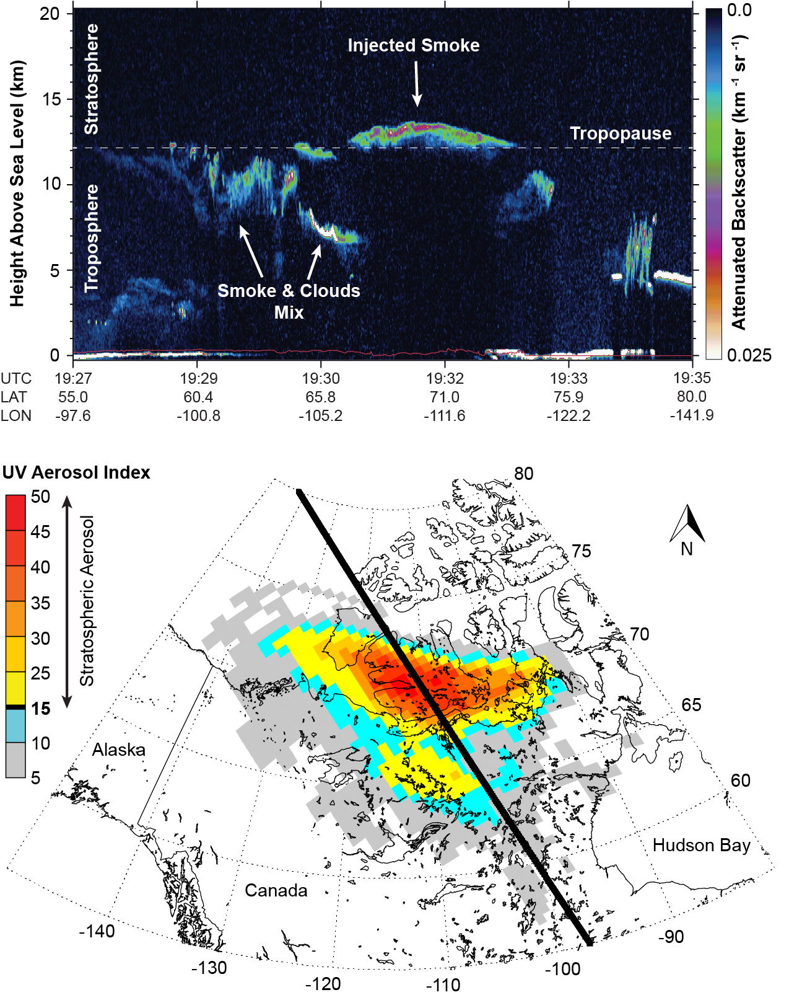 20
15
10
5
0
Height Above Sea Level (km)
Stratosphere
Troposphere
Injected Smoke
Tropopause
Smoke & Clouds
Mix
0.0
0.025
Attenuated Backscatter (km -1 sr -1)
UTC 19:27 19:29 19:30 19:32 19:33 19:35
LAT 55.0 60.4 65.8 71.0 75.9 80.0
LON -97.6 -100.8 -105.2 -111.6 -122.2 -141.9
UV Aerosol Index
50
45
40
35
30
25
15
10
5
Stratospheric Aerosol
80
75
70
65
60
N
Alaska
Canada
Hudson Bay
-140
-130
-120
-110
-100
-90